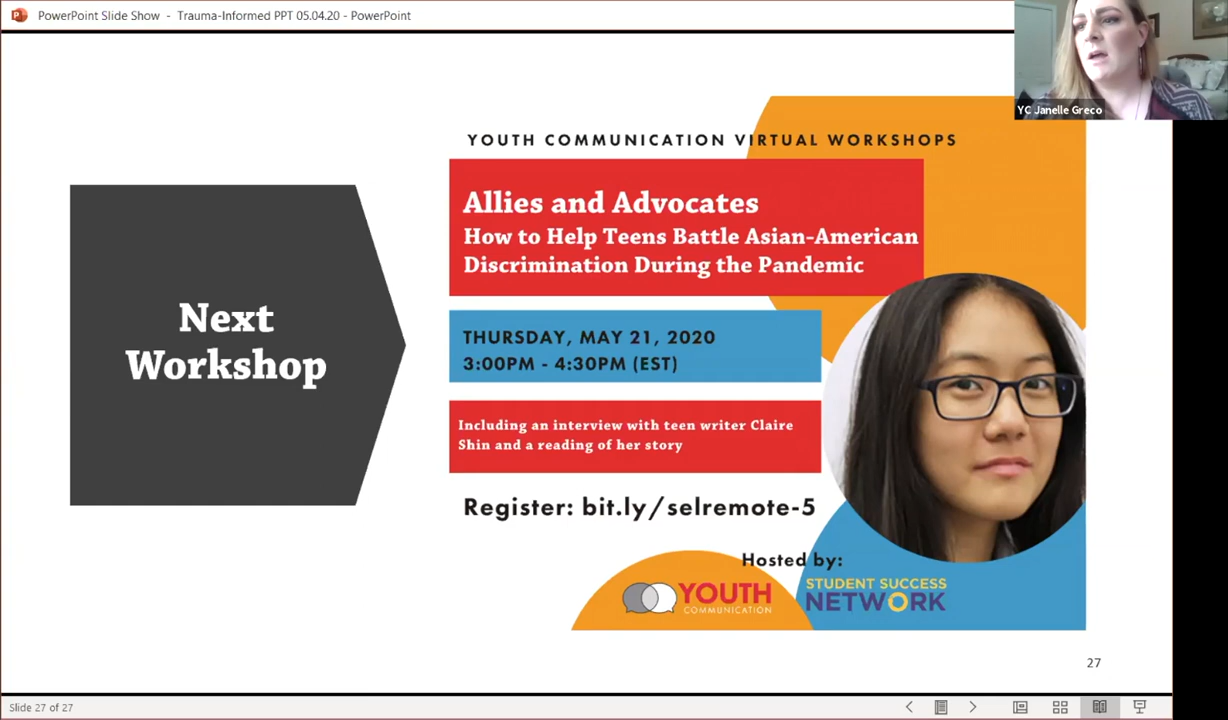 PowerPoint Slide Show - Trauma-Informed PPT 05.04.20 - PowerPoint
YC Janelle Greco
YOUTH COMMUNICATION VIRTUAL WORKSHOPS
Allies and Advocates
How to Help Teens Battle Asian-American
Discrimination During the Pandemic
Next
Workshop
THURSDAY, MAY 21, 2020
3:00PM - 4:30PM (EST)
Including an interview with teen writer Claire
Shin and a reading of her story
Register: bit.ly/selremote-5
Hosted by:
YOUTH
COMMUNICATION
STUDENT SUCCESS
NETWORK
27
Slide 27 of 27